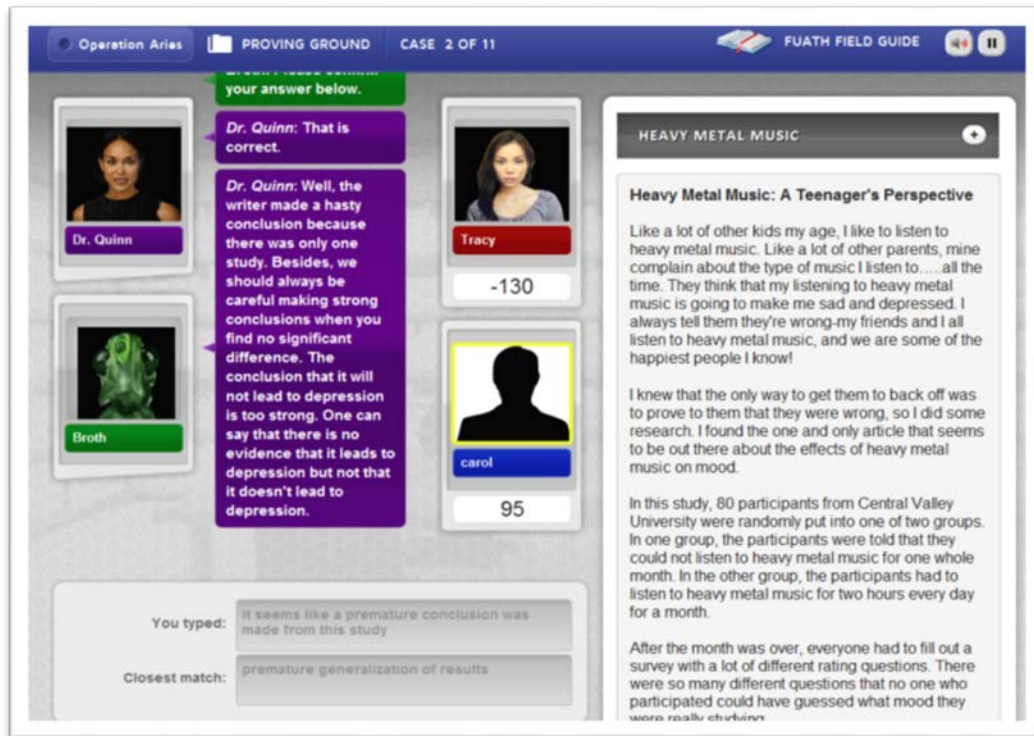 Operation Aries
PROVING GROUND
CASE 2 OF 11
FUATH FIELD GUIDE
your answer below.
Dr. Quinn: That is
correct.
Dr. Quinn: Well, the
writer made a hasty
conclusion because
there was only one
study. Besides, we
should always be
careful making strong
conclusions when you
find no significant
difference. The
conclusion that it will
not lead to depression
is too strong. One can
say that there is no
evidence that it leads to
depression but not that
it doesn't lead to
depression.
Dr. Quinn
Broth
Tracy
-130
carol
95
You typed:
it seems like a premature conclusion was
made from this study
Closest match:
premature generalization of results
HEAVY METAL MUSIC
Heavy Metal Music: A Teenager's Perspective
Like a lot of other kids my age, I like to listen to
heavy metal music. Like a lot of other parents, mine
complain about the type of music I listen to.....all the
time. They think that my listening to heavy metal
music is going to make me sad and depressed. I
always tell them they're wrong-my friends and I all
listen to heavy metal music, and we are some of the
happiest people I know!
I knew that the only way to get them to back off was
to prove to them that they were wrong, so I did some
research. I found the one and only article that seems
to be out there about the effects of heavy metal
music on mood.
In this study, 80 participants from Central Valley
University were randomly put into one of two groups.
In one group, the participants were told that they
could not listen to heavy metal music for one whole
month. In the other group, the participants had to
listen to heavy metal music for two hours every day
for a month.
After the month was over, everyone had to fill out a
survey with a lot of different rating questions. There
were so many different questions that no one who
participated could have guessed what mood they
were really studying